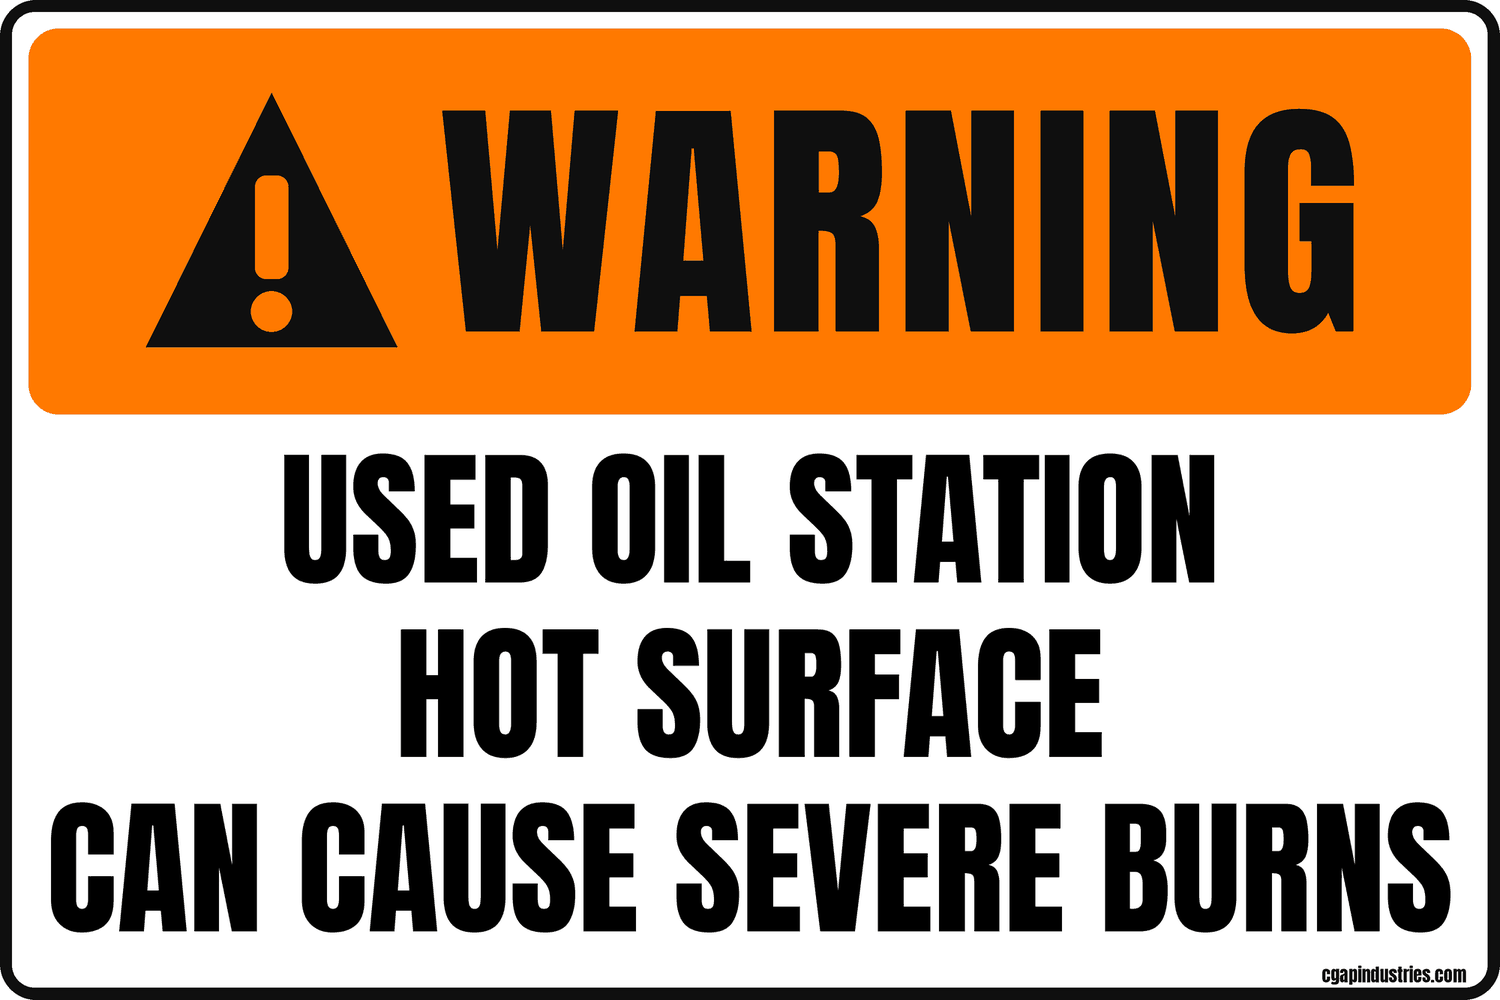 WARNING
USED OIL STATION
HOT SURFACE
CAN CAUSE SEVERE BURNS
cgapindustries.com